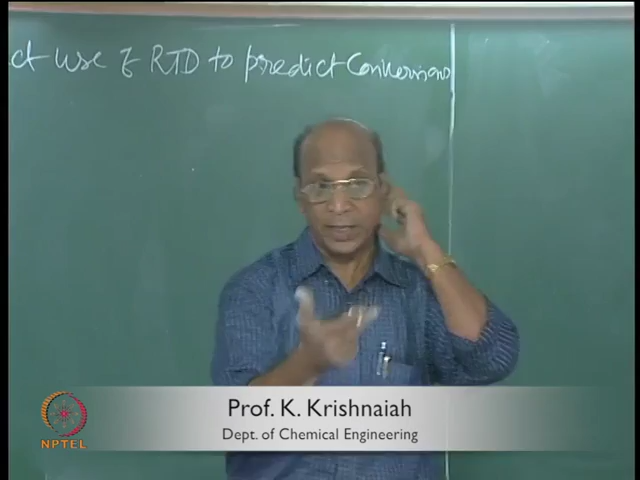 ct use of RTD to predict Conversions
Prof. K. Krishnaiah
Dept. of Chemical Engineering
NPTEL